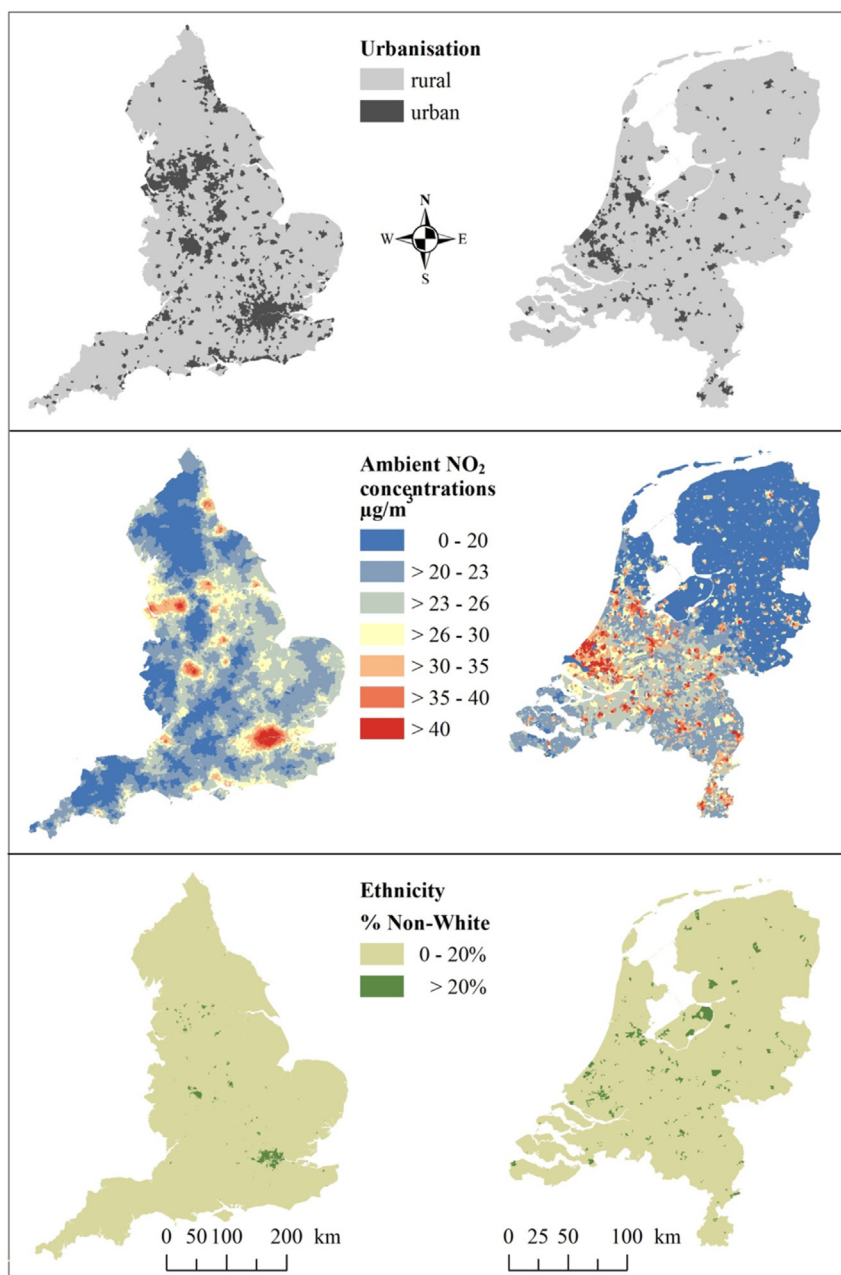 Urbanisation
rural
urban
N
W E
S
Ambient NO₂
concentrations
µg/m³
0 - 20
> 20 - 23
> 23 - 26
> 26 - 30
> 30 - 35
> 35 - 40
> 40
Ethnicity
% Non-White
0 - 20%
> 20%
0 50 100 200 km
0 25 50 100 km